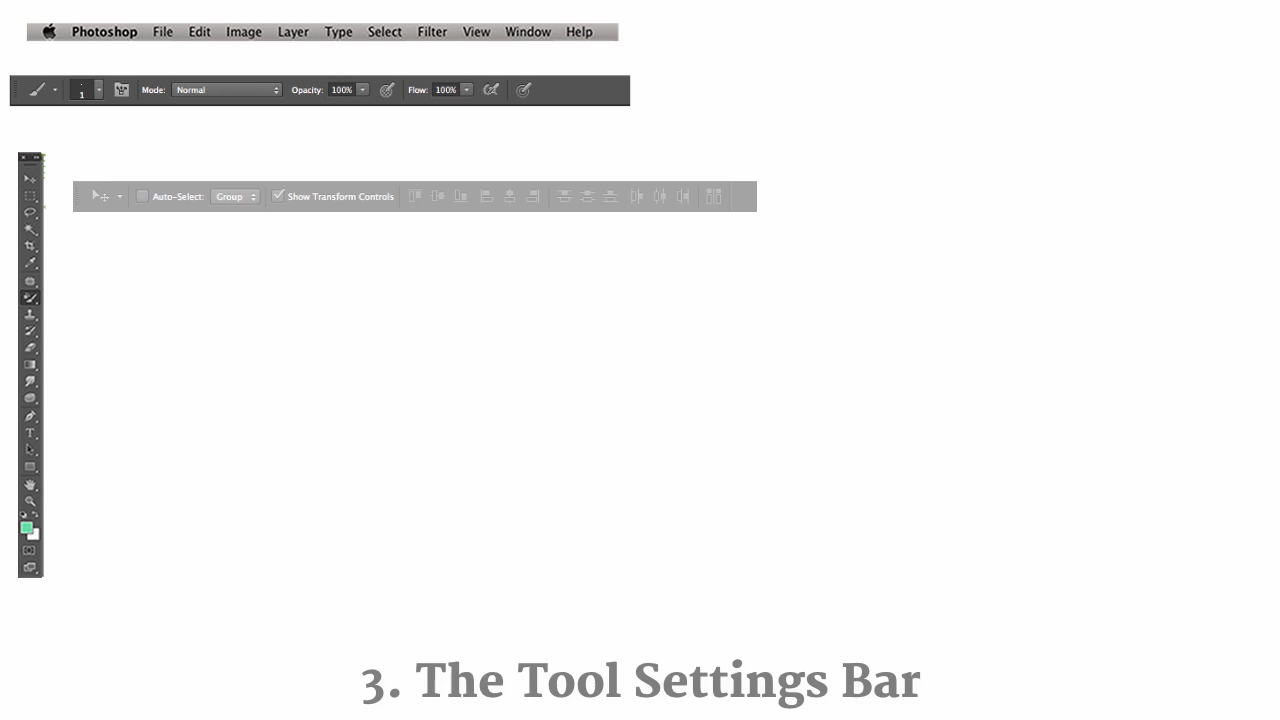 Photoshop File Edit Image Layer Type Select Filter View Window Help
1 Mode: Normal Opacity: 100% Flow: 100%
Auto-Select: Group Show Transform Controls
T
3. The Tool Settings Bar